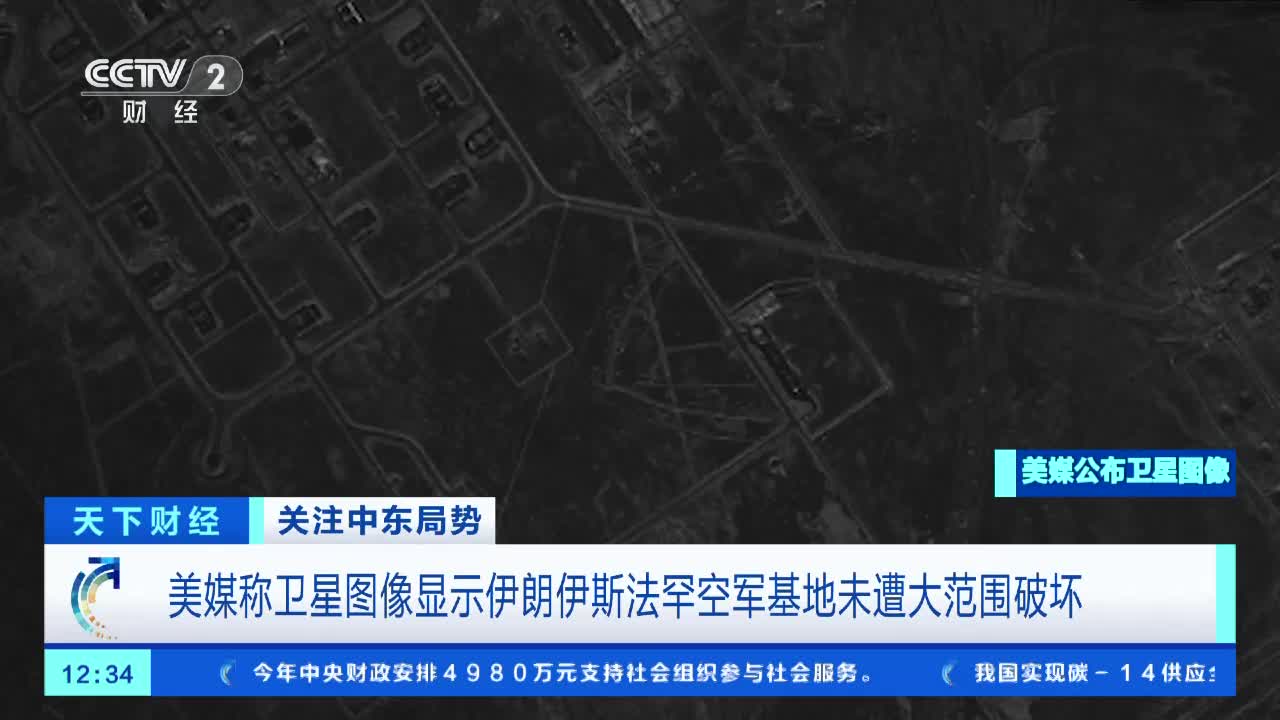 CCTV 2
财 经
美媒公布卫星图像
天下财经
关注中东局势
美媒称卫星图像显示伊朗伊斯法罕空军基地未遭大范围破坏
12:34
今年中央财政安排4980万元支持社会组织参与社会服务。
我国实现碳-14供应